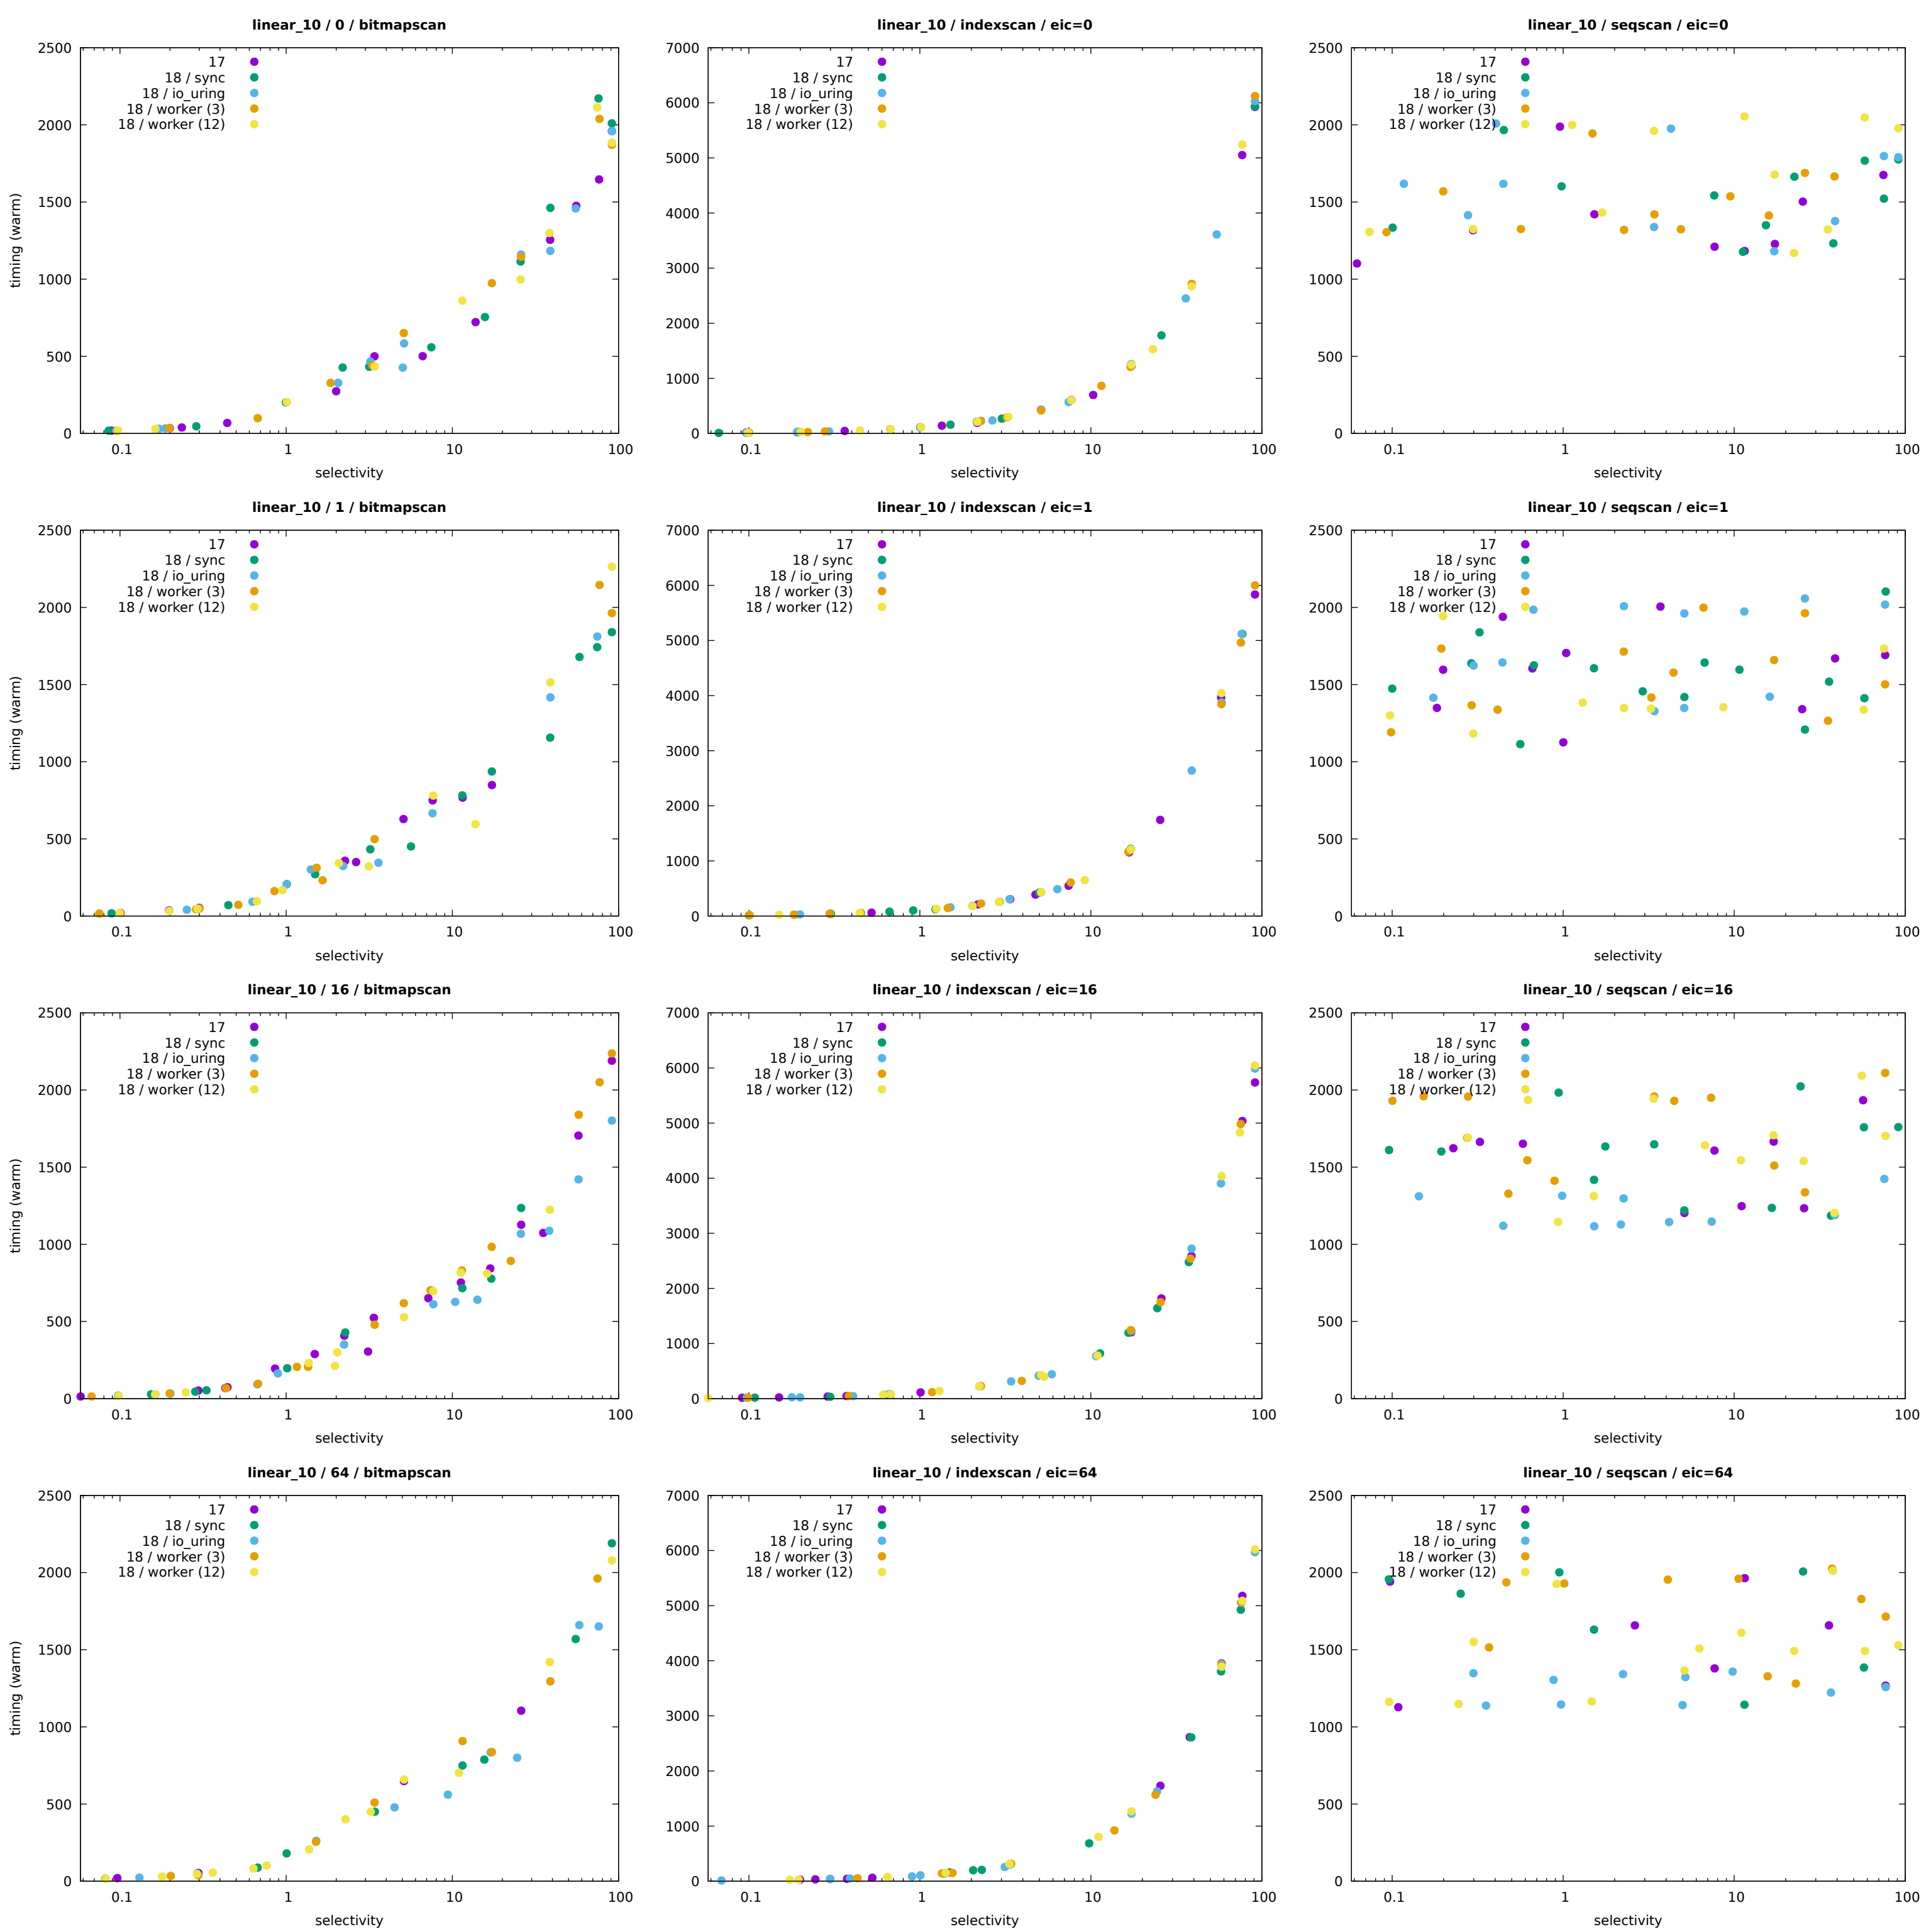 linear_10 / 0 / bitmapscan
timing (warm)
2500
2000
1500
1000
500
0
17
18 / sync
18 / io_uring
18 / worker (3)
18 / worker (12)
0.1 1 10 100
selectivity
linear_10 / indexscan / eic=0
7000
6000
5000
4000
3000
2000
1000
0
17
18 / sync
18 / io_uring
18 / worker (3)
18 / worker (12)
0.1 1 10 100
selectivity
linear_10 / seqscan / eic=0
2500
2000
1500
1000
500
0
17
18 / sync
18 / io_uring
18 / worker (3)
18 / worker (12)
0.1 1 10 100
selectivity
linear_10 / 1 / bitmapscan
timing (warm)
2500
2000
1500
1000
500
0
17
18 / sync
18 / io_uring
18 / worker (3)
18 / worker (12)
0.1 1 10 100
selectivity
linear_10 / indexscan / eic=1
7000
6000
5000
4000
3000
2000
1000
0
17
18 / sync
18 / io_uring
18 / worker (3)
18 / worker (12)
0.1 1 10 100
selectivity
linear_10 / seqscan / eic=1
2500
2000
1500
1000
500
0
17
18 / sync
18 / io_uring
18 / worker (3)
18 / worker (12)
0.1 1 10 100
selectivity
linear_10 / 16 / bitmapscan
timing (warm)
2500
2000
1500
1000
500
0
17
18 / sync
18 / io_uring
18 / worker (3)
18 / worker (12)
0.1 1 10 100
selectivity
linear_10 / indexscan / eic=16
7000
6000
5000
4000
3000
2000
1000
0
17
18 / sync
18 / io_uring
18 / worker (3)
18 / worker (12)
0.1 1 10 100
selectivity
linear_10 / seqscan / eic=16
2500
2000
1500
1000
500
0
17
18 / sync
18 / io_uring
18 / worker (3)
18 / worker (12)
0.1 1 10 100
selectivity
linear_10 / 64 / bitmapscan
timing (warm)
2500
2000
1500
1000
500
0
17
18 / sync
18 / io_uring
18 / worker (3)
18 / worker (12)
0.1 1 10 100
selectivity
linear_10 / indexscan / eic=64
7000
6000
5000
4000
3000
2000
1000
0
17
18 / sync
18 / io_uring
18 / worker (3)
18 / worker (12)
0.1 1 10 100
selectivity
linear_10 / seqscan / eic=64
2500
2000
1500
1000
500
0
17
18 / sync
18 / io_uring
18 / worker (3)
18 / worker (12)
0.1 1 10 100
selectivity